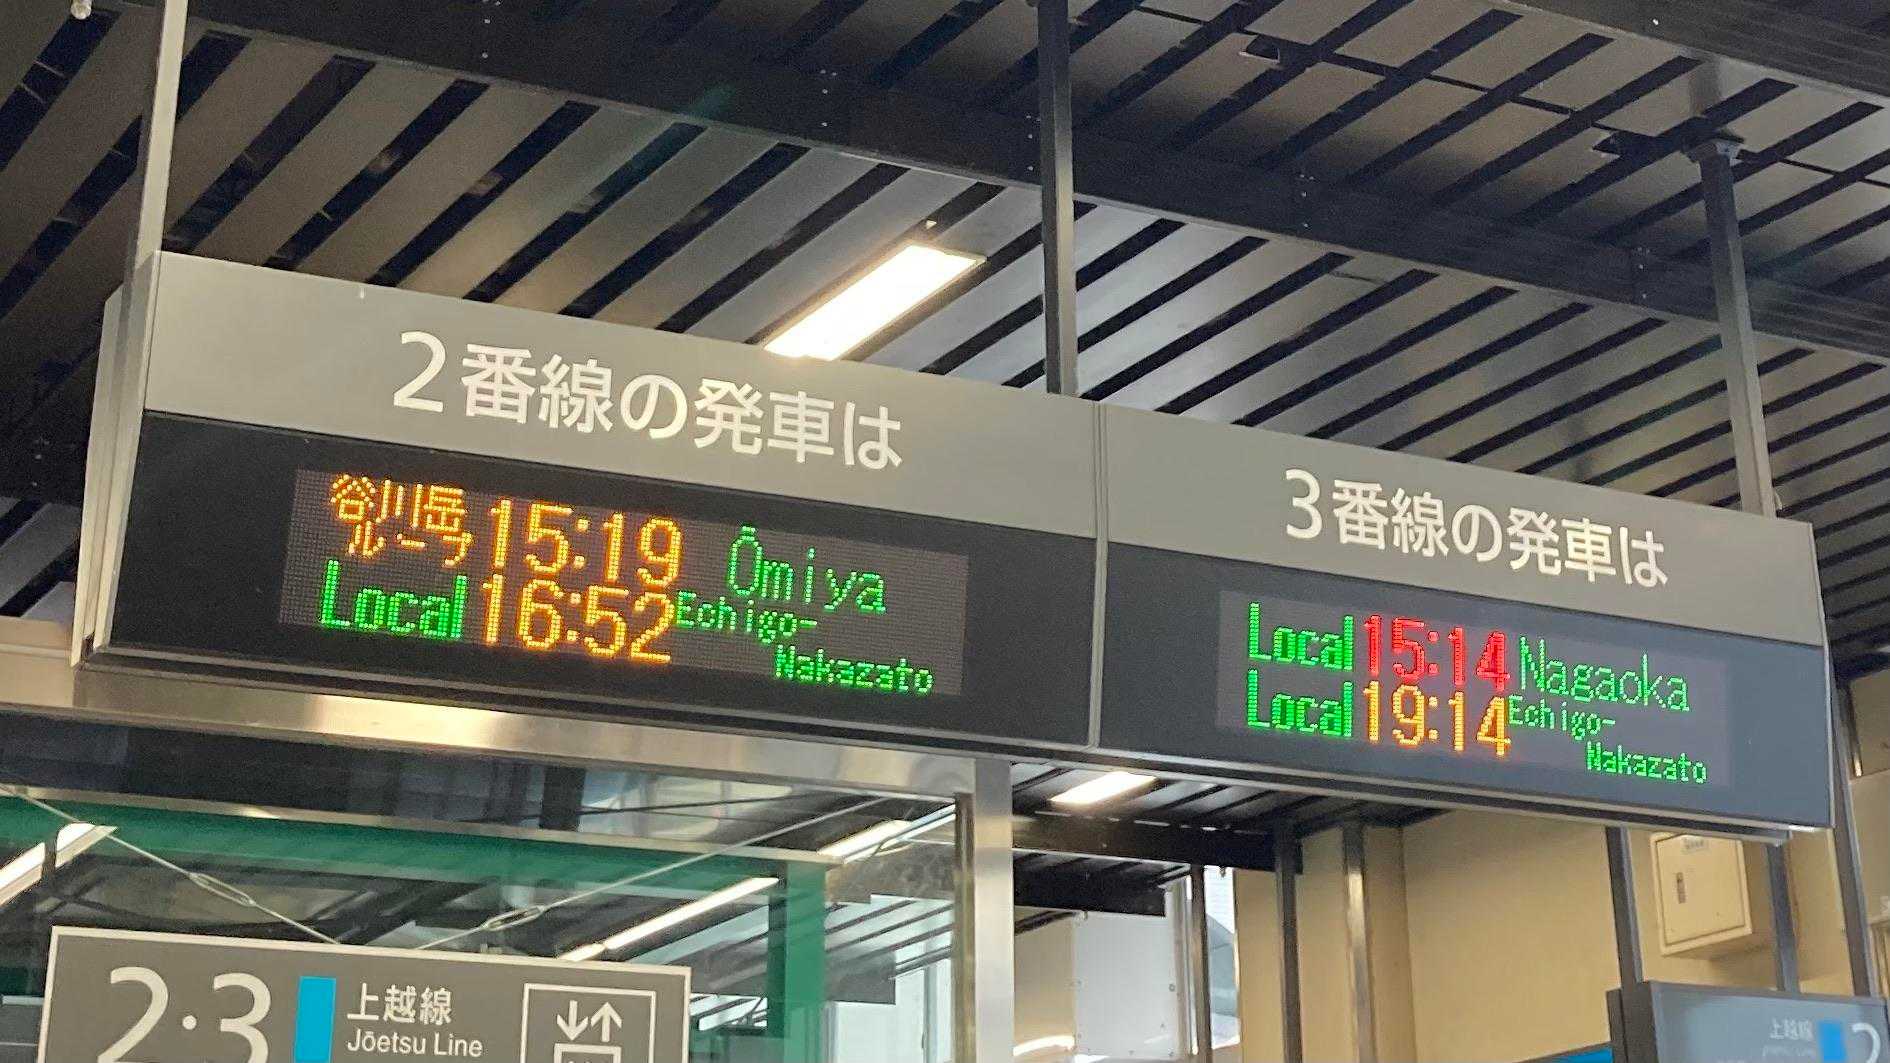 2番線の発車は
谷川岳ループ 15:19 Ōmiya
Local 16:52 Echigo-Nakazato
3番線の発車は
Local 15:14 Nagaoka
Local 19:14 Echigo-Nakazato
2・3 上越線
Jōetsu Line
上越線 2